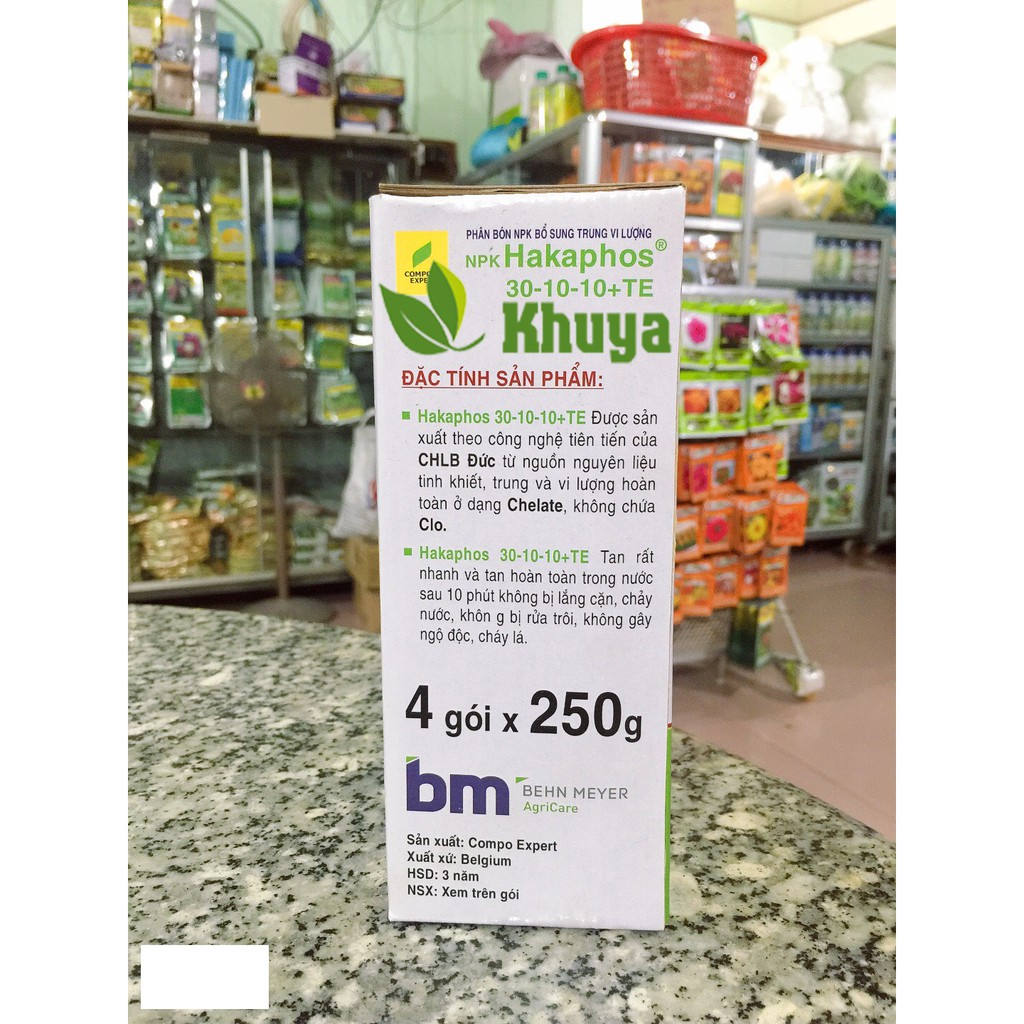 PHÂN BÓN NPK BỔ SUNG TRUNG VI LƯỢNG
NPK Hakaphos®
30-10-10+TE
COMPO
EXPERT
Khuya
ĐẶC TÍNH SẢN PHẨM:
Hakaphos 30-10-10+TE Được sản
xuất theo công nghệ tiên tiến của
CHLB Đức từ nguồn nguyên liệu
tinh khiết, trung và vi lượng hoàn
toàn ở dạng Chelate, không chứa
Clo.
Hakaphos 30-10-10+TE Tan rất
nhanh và tan hoàn toàn trong nước
sau 10 phút không bị lắng cặn, chảy
nước, khôn g bị rửa trôi, không gây
ngộ độc, cháy lá.
4 gói x 250g
bm BEHN MEYER
AgriCare
Sản xuất: Compo Expert
Xuất xứ: Belgium
HSD: 3 năm
NSX: Xem trên gói